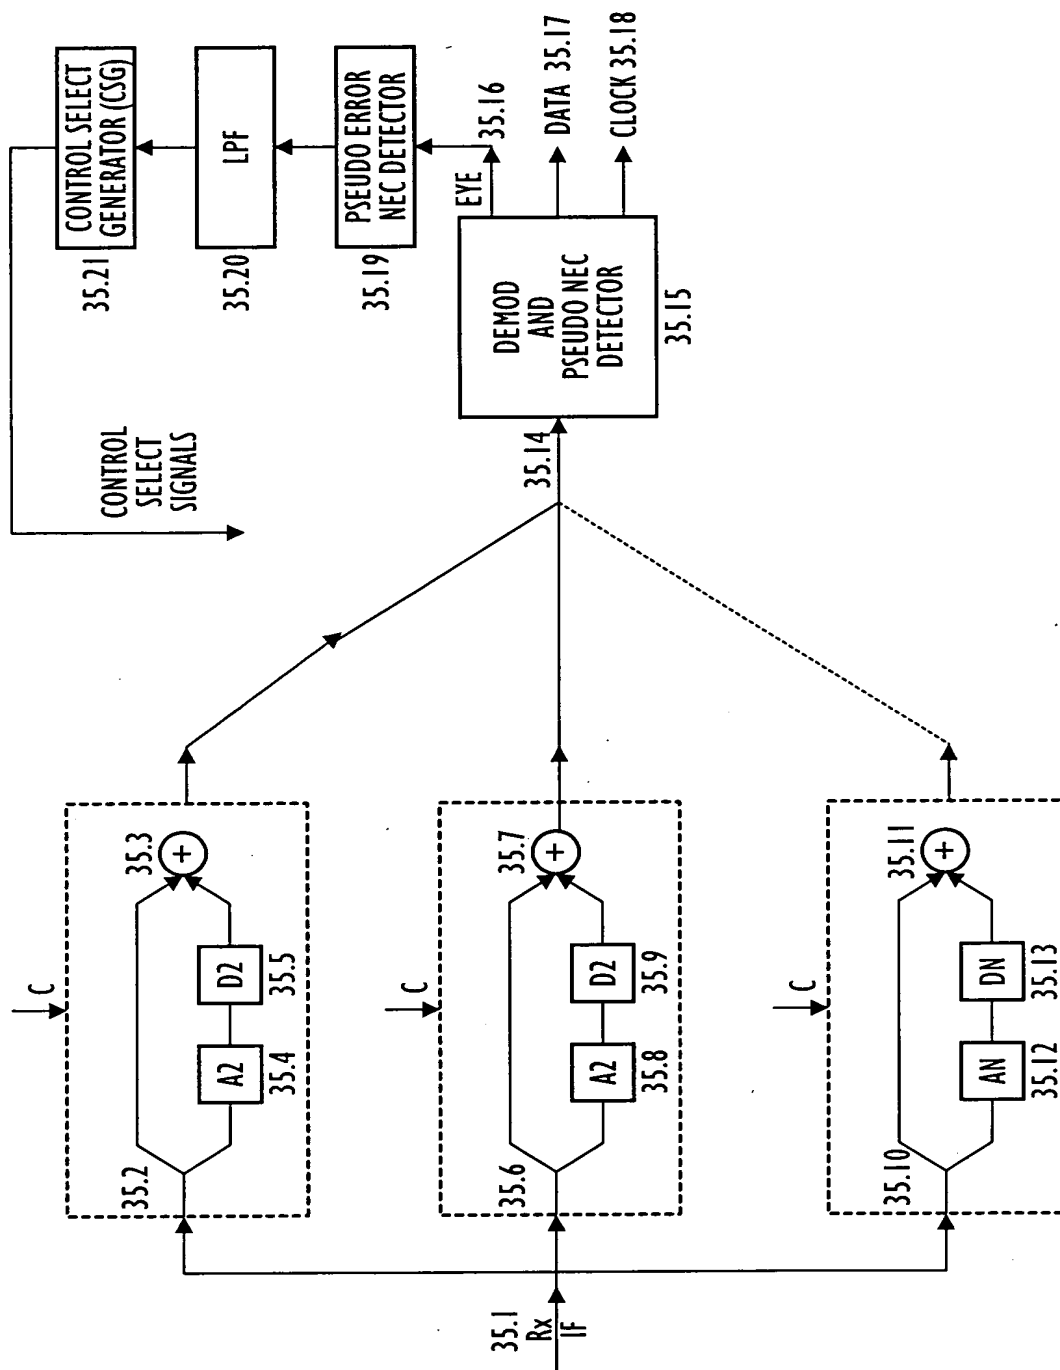 35.1
Rx
IF
35.2
35.3
A2
35.4
D2
35.5
C
35.6
35.7
A2
35.8
D2
35.9
C
35.10
35.11
AN
35.12
DN
35.13
C
35.14
DEMOD
AND
PSEUDO NEC
DETECTOR
35.15
EYE
35.16
DATA 35.17
CLOCK 35.18
PSEUDO ERROR
NEC DETECTOR
35.19
LPF
35.20
CONTROL SELECT
GENERATOR (CSG)
35.21
CONTROL
SELECT
SIGNALS
+
+
+